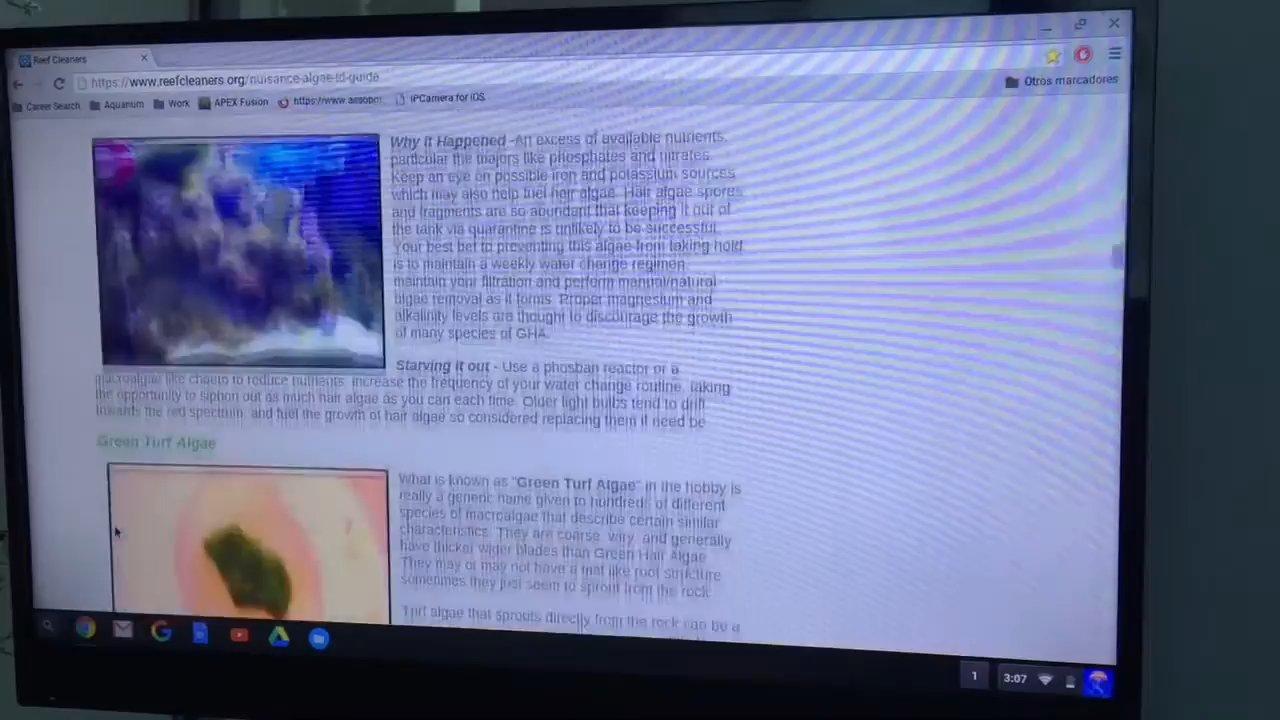 Reef Cleaners
https://www.reefcleaners.org/nuisance-algae-id-guide
Career Search Aquarium Work APEX Fusion https://www.aasopor. IPCamera for iOS Otros marcadores
Why it Happened -An excess of available nutrients,
particular the majors like phosphates and nitrates.
Keep an eye on possible iron and potassium sources
which may also help fuel hair algae. Hair algae spores
and fragments are so abundant that keeping it out of
the tank via quarantine is unlikely to be successful.
Your best bet to preventing this algae from taking hold
is to maintain a weekly water change regimen,
maintain your filtration and perform manual/natural
algae removal as it forms. Proper magnesium and
alkalinity levels are thought to discourage the growth
of many species of GHA.
Starving it out - Use a phosban reactor or a
macroalgae like chaeto to reduce nutrients, increase the frequency of your water change routine, taking
the opportunity to siphon out as much hair algae as you can each time. Older light bulbs tend to drift
towards the red spectrum, and fuel the growth of hair algae so considered replacing them if need be
Green Turf Algae
What is known as "Green Turf Algae" in the hobby is
really a generic name given to hundreds of different
species of macroalgae that describe certain similar
characteristics. They are coarse, wiry, and generally
have thicker wider blades than Green Hair Algae.
They may or may not have a mat like root structure
sometimes they just seem to sprout from the rock.
Turf algae that sprouts directly from the rock can be a
1 3:07